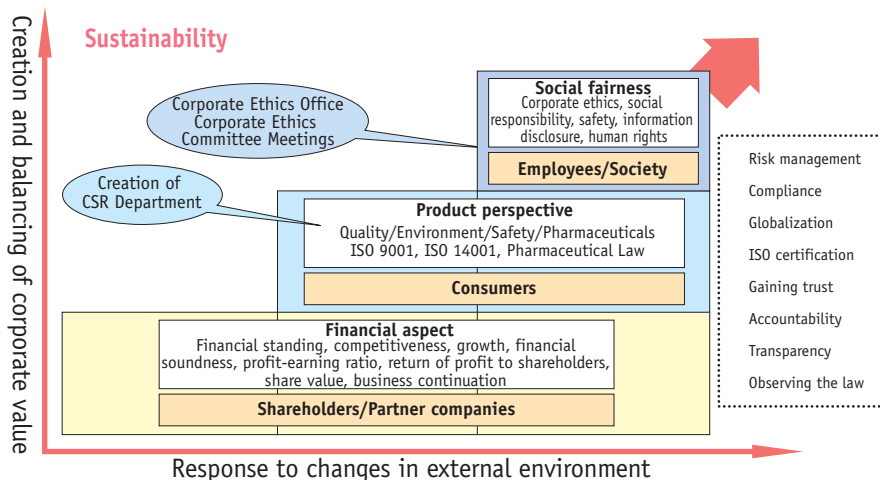 Creation and balancing of corporate value
Sustainability
Corporate Ethics Office
Corporate Ethics
Committee Meetings
Social fairness
Corporate ethics, social
responsibility, safety, information
disclosure, human rights
Employees/Society
Creation of
CSR Department
Product perspective
Quality/Environment/Safety/Pharmaceuticals
ISO 9001, ISO 14001, Pharmaceutical Law
Consumers
Financial aspect
Financial standing, competitiveness, growth, financial
soundness, profit-earning ratio, return of profit to shareholders,
share value, business continuation
Shareholders/Partner companies
Risk management
Compliance
Globalization
ISO certification
Gaining trust
Accountability
Transparency
Observing the law
Response to changes in external environment